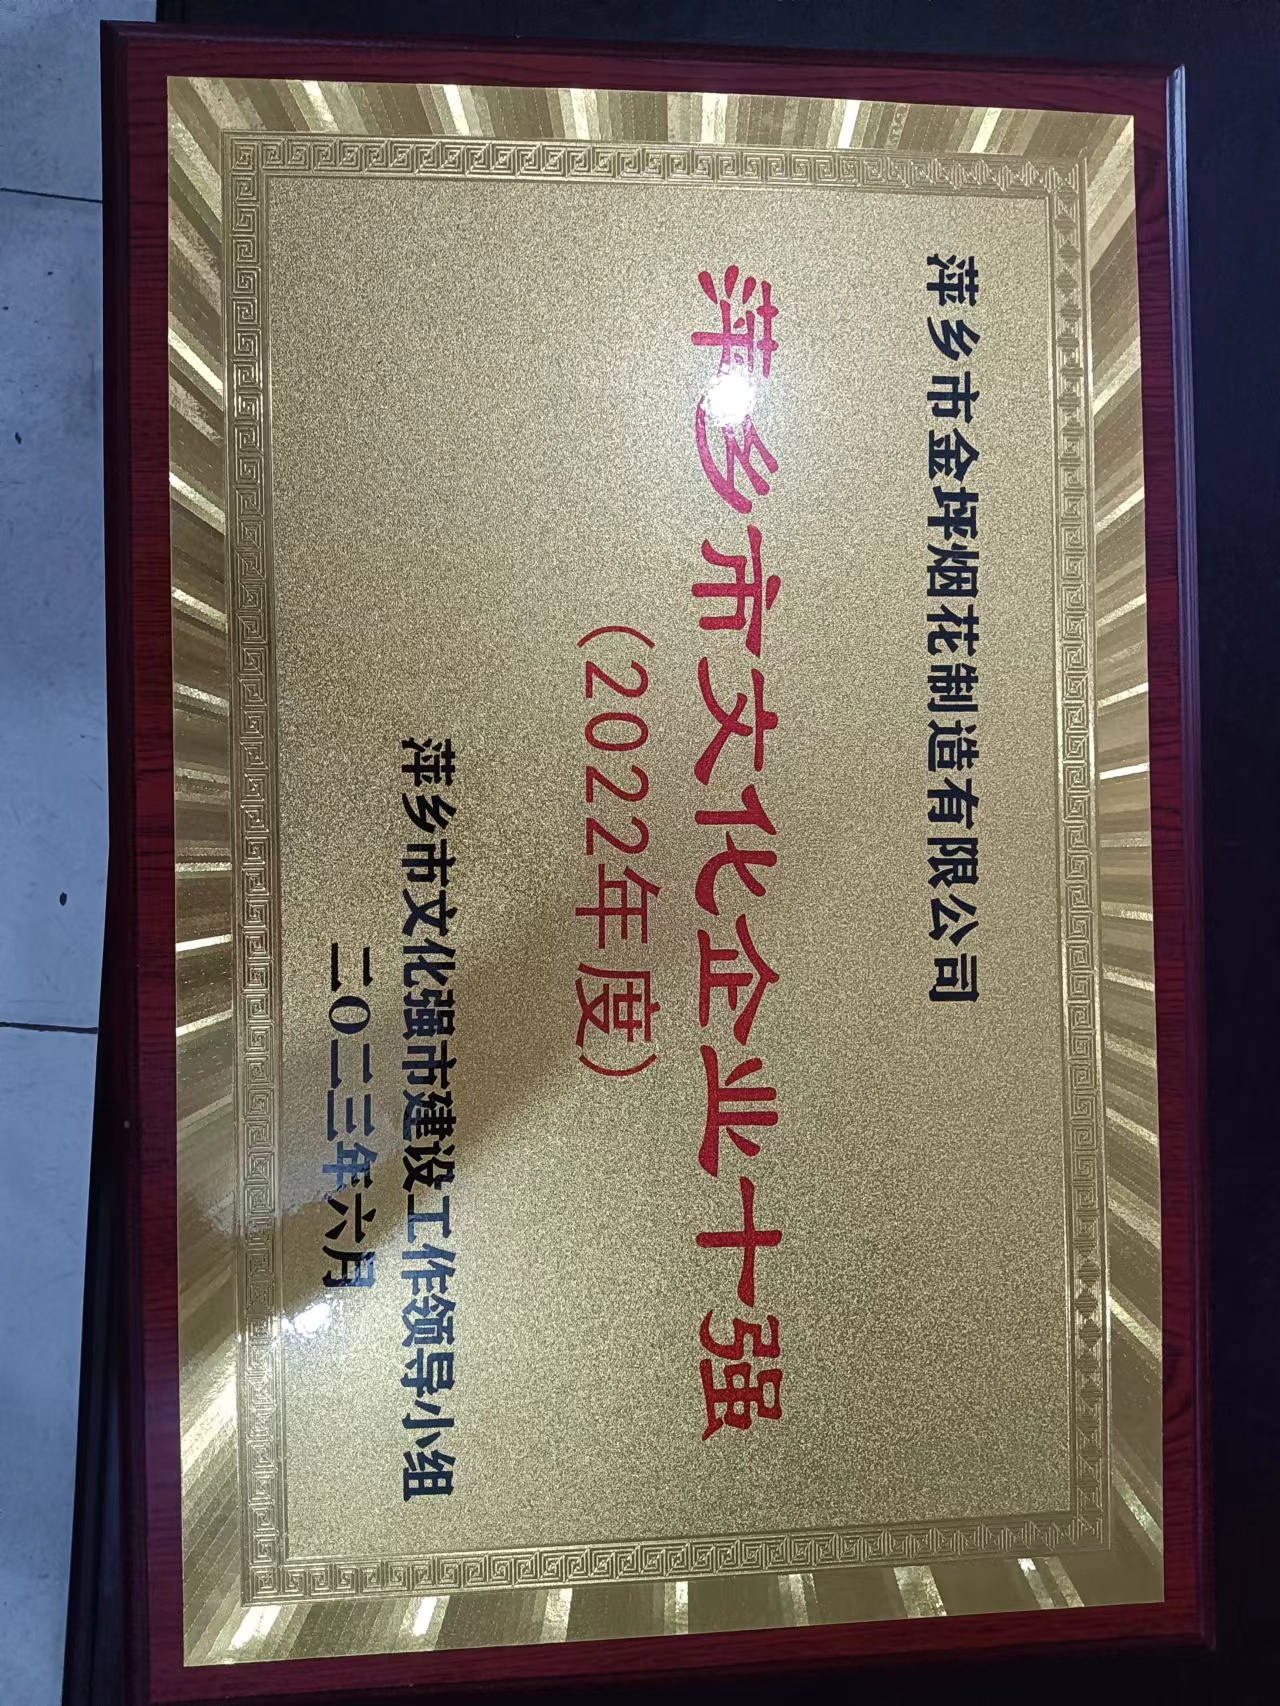 萍乡市金坪烟花制造有限公司
萍乡市文化企业十强
(2022年度)
萍乡市文化强市建设工作领导小组
二〇二三年六月